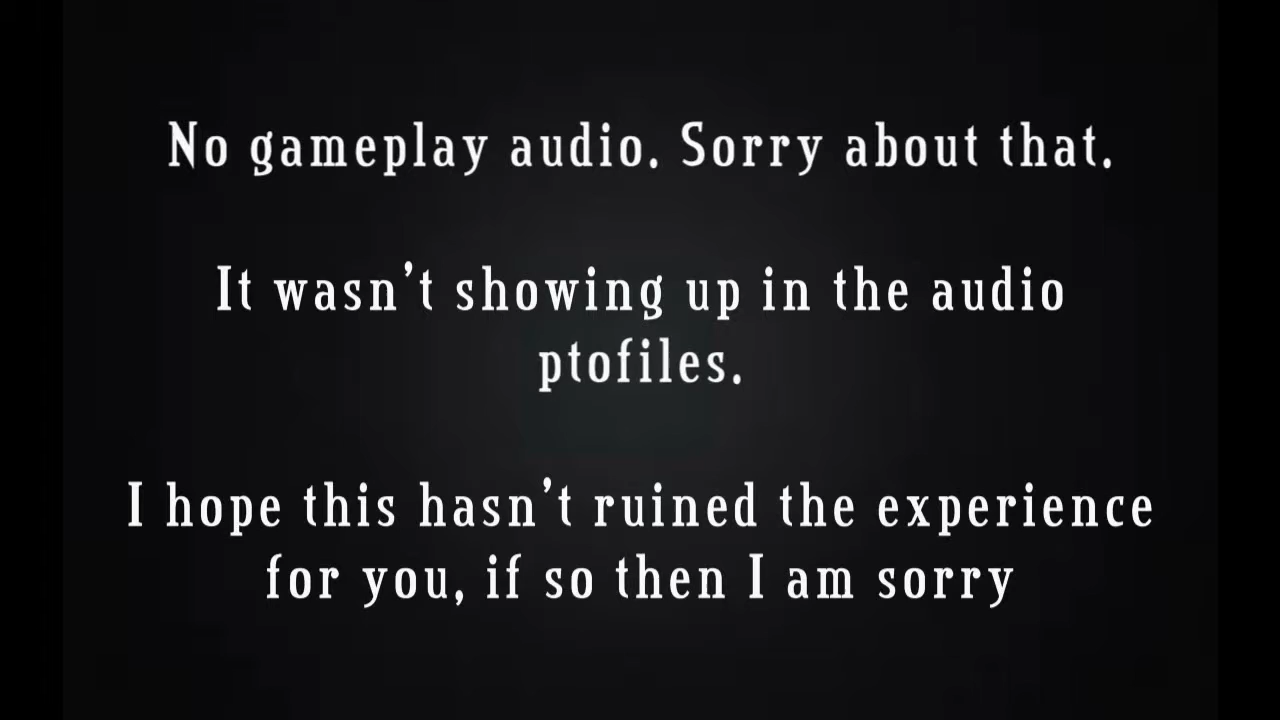 No gameplay audio. Sorry about that.
It wasn't showing up in the audio
ptofiles.
I hope this hasn't ruined the experience
for you, if so then I am sorry